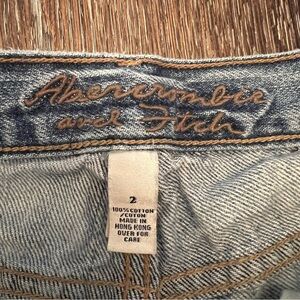 Abercrombie
and Fitch
2
100% COTTON
/COTON
MADE IN
HONG KONG
OVER FOR
CARE